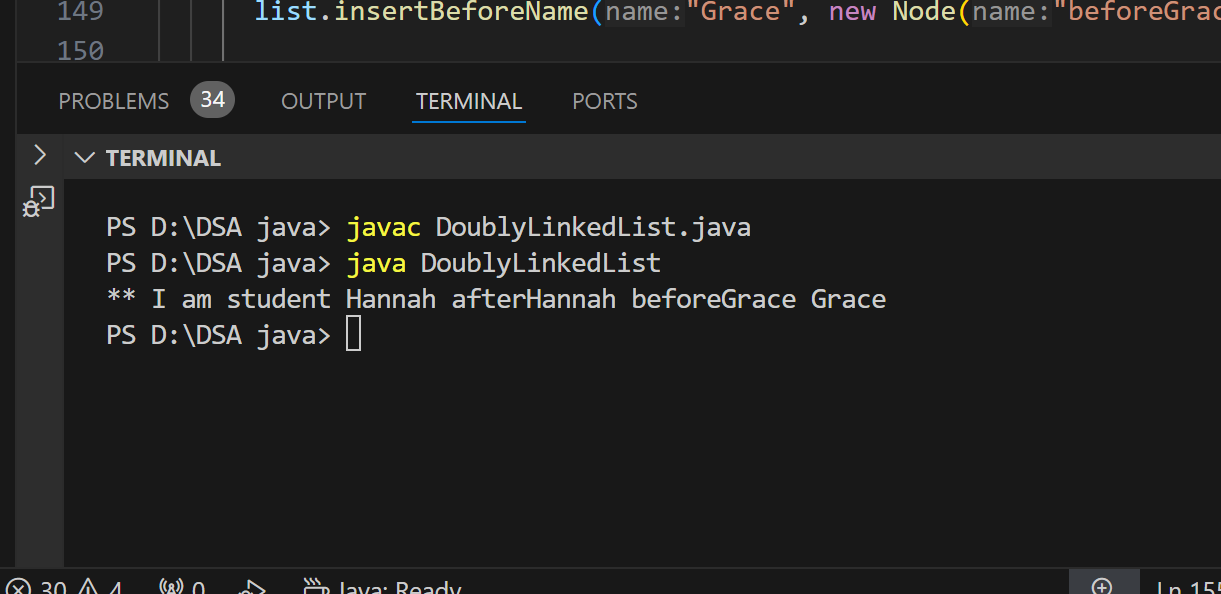 149 list.insertBeforeName(name:"Grace", new Node(name:"beforeGrac
150
PROBLEMS 34 OUTPUT TERMINAL PORTS
TERMINAL
PS D:\DSA java> javac DoublyLinkedList.java
PS D:\DSA java> java DoublyLinkedList
** I am student Hannah afterHannah beforeGrace Grace
PS D:\DSA java>
30 4 0 Java: Ready Ln 155